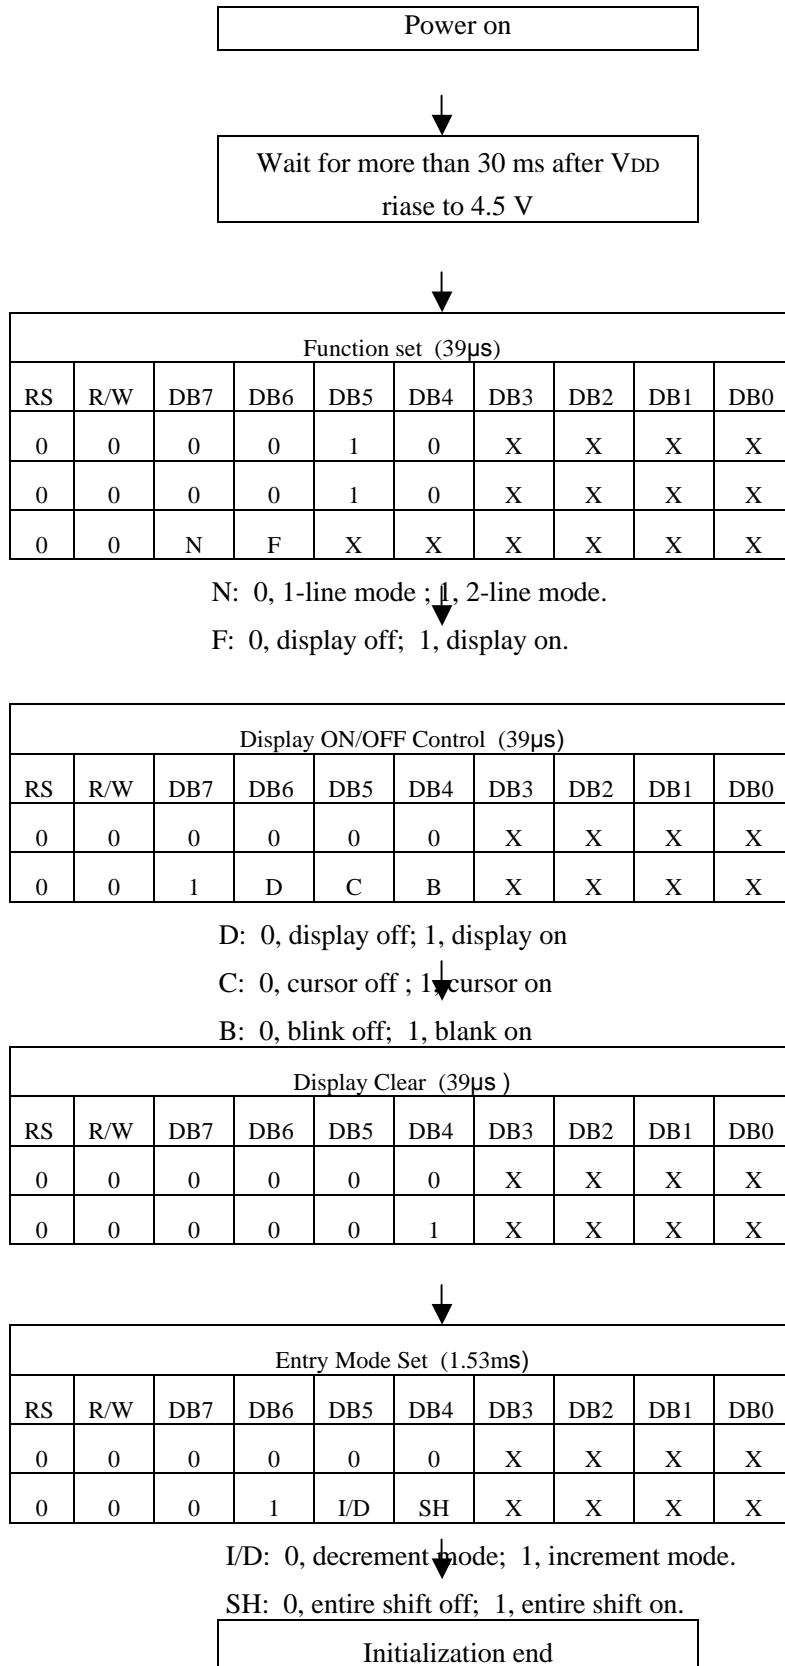 Power on
Wait for more than 30 ms after VDD
riase to 4.5 V
Function set (39µs)
RS R/W DB7 DB6 DB5 DB4 DB3 DB2 DB1 DB0
0 0 0 0 1 0 X X X X
0 0 0 0 1 0 X X X X
0 0 N F X X X X X X
N: 0, 1-line mode ; 1, 2-line mode.
F: 0, display off; 1, display on.
Display ON/OFF Control (39µs)
RS R/W DB7 DB6 DB5 DB4 DB3 DB2 DB1 DB0
0 0 0 0 0 0 X X X X
0 0 1 D C B X X X X
D: 0, display off; 1, display on
C: 0, cursor off ; 1, cursor on
B: 0, blink off; 1, blank on
Display Clear (39µs )
RS R/W DB7 DB6 DB5 DB4 DB3 DB2 DB1 DB0
0 0 0 0 0 0 X X X X
0 0 0 0 0 1 X X X X
Entry Mode Set (1.53ms)
RS R/W DB7 DB6 DB5 DB4 DB3 DB2 DB1 DB0
0 0 0 0 0 0 X X X X
0 0 0 1 I/D SH X X X X
I/D: 0, decrement mode; 1, increment mode.
SH: 0, entire shift off; 1, entire shift on.
Initialization end